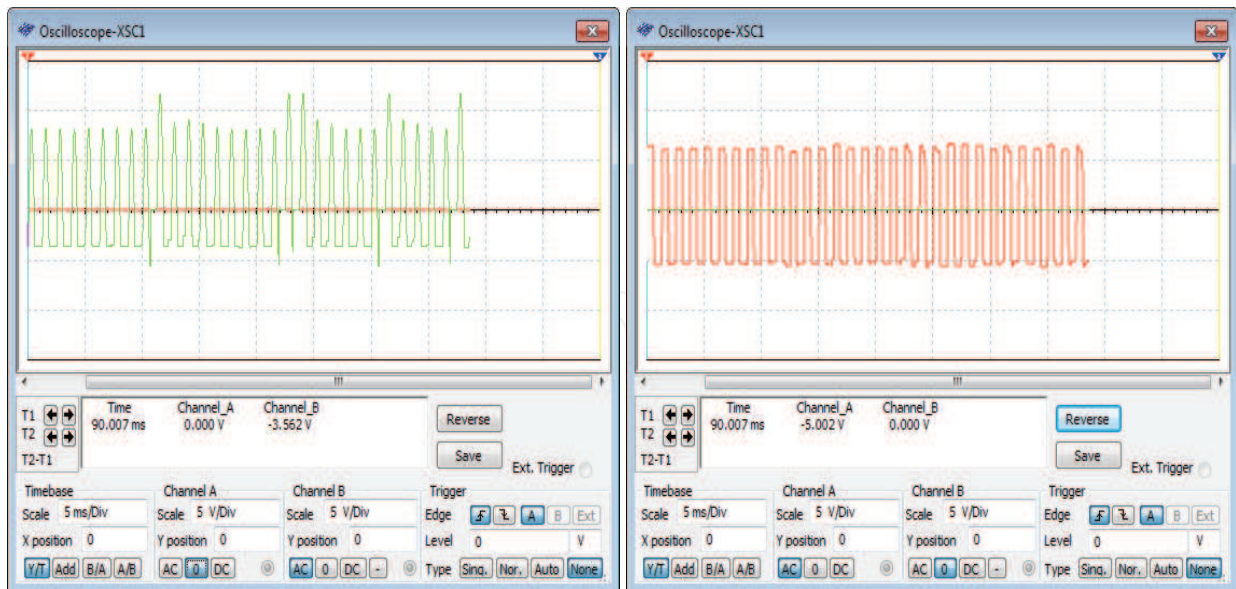 Oscilloscope-XSC1
Time Channel_A Channel_B
T1 90.007 ms 0.000 V -3.562 V
T2
T2-T1
Reverse
Save
Ext. Trigger
Timebase Channel A Channel B Trigger
Scale 5 ms/Div Scale 5 V/Div Scale 5 V/Div Edge A B Ext
X position 0 Y position 0 Y position 0 Level 0 V
Y/T Add B/A A/B AC 0 DC AC 0 DC - Type Sing. Nor. Auto None
Oscilloscope-XSC1
Time Channel_A Channel_B
T1 90.007 ms -5.002 V 0.000 V
T2
T2-T1
Reverse
Save
Ext. Trigger
Timebase Channel A Channel B Trigger
Scale 5 ms/Div Scale 5 V/Div Scale 5 V/Div Edge A B Ext
X position 0 Y position 0 Y position 0 Level 0 V
Y/T Add B/A A/B AC 0 DC AC 0 DC - Type Sing. Nor. Auto None